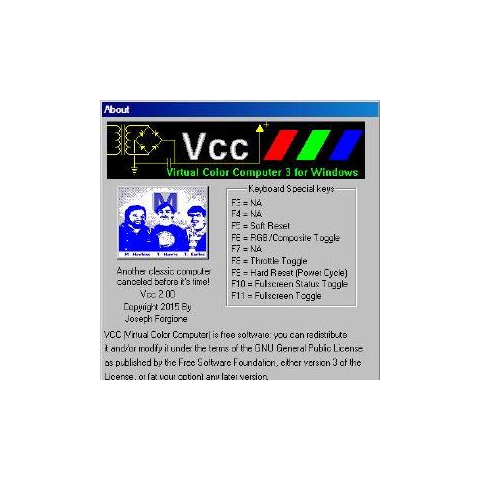 About
Vcc
Virtual Color Computer 3 for Windows
M. Hawkins T. Harris T. Earles
Another classic computer
canceled before it's time!
Vcc 2.00
Copyright 2015 By
Joseph Forgione
Keyboard Special keys
F3 = NA
F4 = NA
F5 = Soft Reset
F6 = RGB/Composite Toggle
F7 = NA
F8 = Throttle Toggle
F9 = Hard Reset (Power Cycle)
F10 = Fullscreen Status Toggle
F11 = Fullscreen Toggle
VCC (Virtual Color Computer) is free software: you can redistribute
it and/or modify it under the terms of the GNU General Public License
as published by the Free Software Foundation, either version 3 of the
License, or (at your option) any later version.